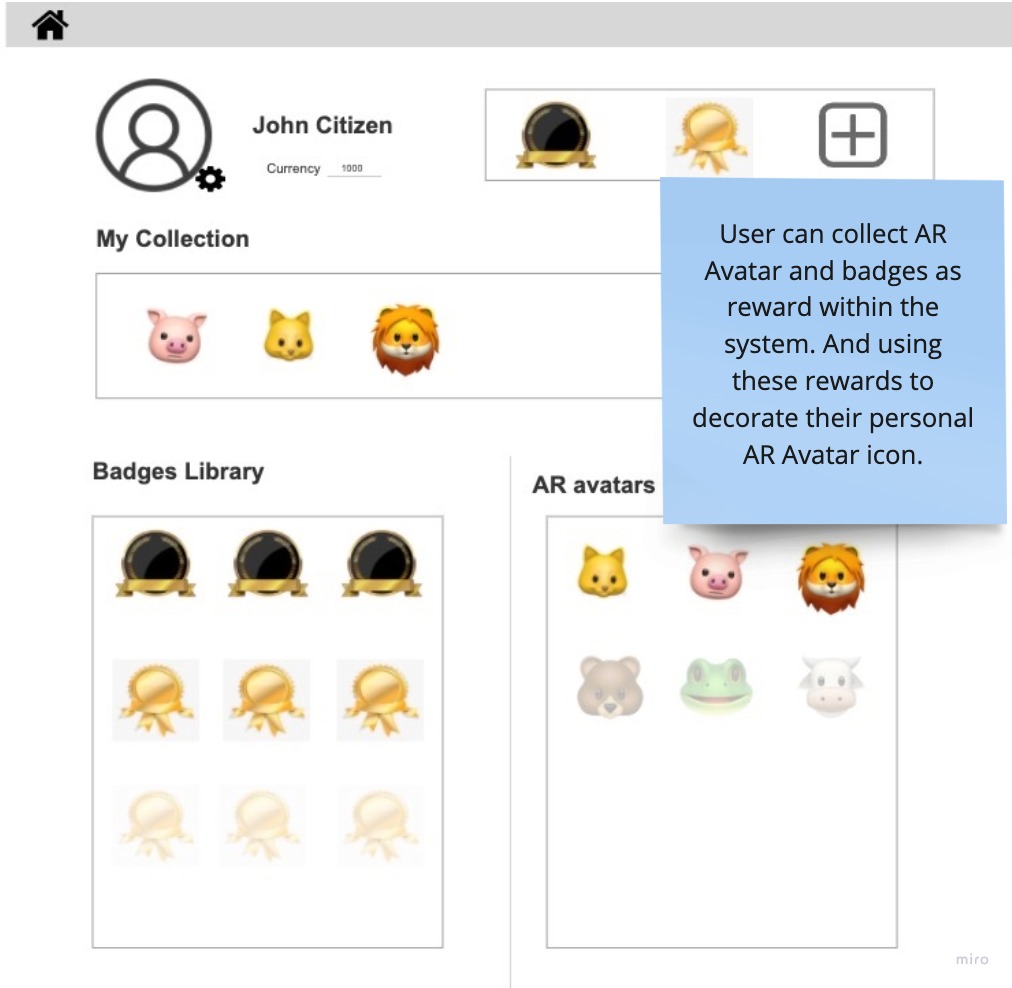 John Citizen
Currency 1000
My Collection
User can collect AR
Avatar and badges as
reward within the
system. And using
these rewards to
decorate their personal
AR Avatar icon.
Badges Library
AR avatars
miro